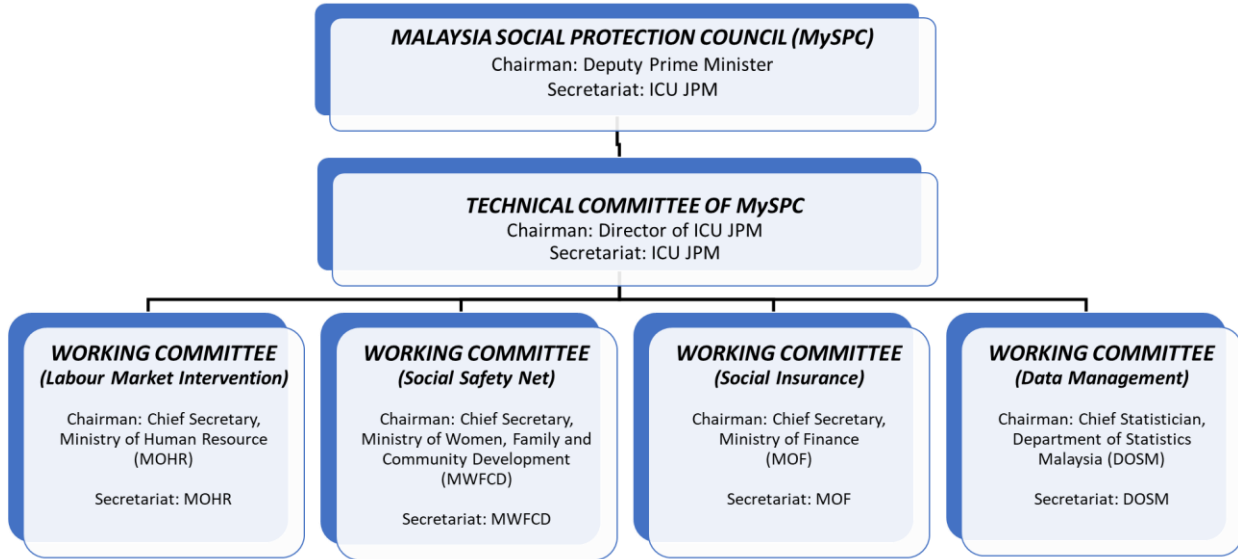 MALAYSIA SOCIAL PROTECTION COUNCIL (MySPC)
Chairman: Deputy Prime Minister
Secretariat: ICU JPM
TECHNICAL COMMITTEE OF MySPC
Chairman: Director of ICU JPM
Secretariat: ICU JPM
WORKING COMMITTEE
(Labour Market Intervention)
Chairman: Chief Secretary,
Ministry of Human Resource
(MOHR)
Secretariat: MOHR
WORKING COMMITTEE
(Social Safety Net)
Chairman: Chief Secretary,
Ministry of Women, Family and
Community Development
(MWFCD)
Secretariat: MWFCD
WORKING COMMITTEE
(Social Insurance)
Chairman: Chief Secretary,
Ministry of Finance
(MOF)
Secretariat: MOF
WORKING COMMITTEE
(Data Management)
Chairman: Chief Statistician,
Department of Statistics
Malaysia (DOSM)
Secretariat: DOSM